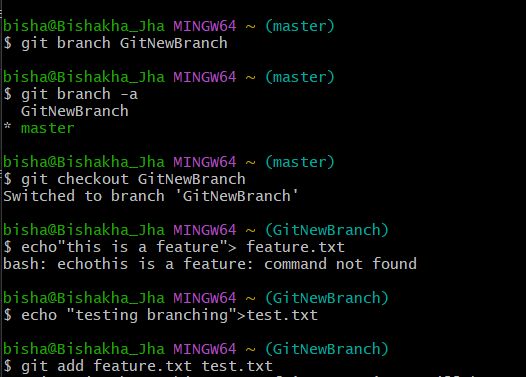 bisha@Bishakha_Jha MINGW64 ~ (master)
$ git branch GitNewBranch
bisha@Bishakha_Jha MINGW64 ~ (master)
$ git branch -a
  GitNewBranch
* master
bisha@Bishakha_Jha MINGW64 ~ (master)
$ git checkout GitNewBranch
Switched to branch 'GitNewBranch'
bisha@Bishakha_Jha MINGW64 ~ (GitNewBranch)
$ echo"this is a feature"> feature.txt
bash: echothis is a feature: command not found
bisha@Bishakha_Jha MINGW64 ~ (GitNewBranch)
$ echo "testing branching">test.txt
bisha@Bishakha_Jha MINGW64 ~ (GitNewBranch)
$ git add feature.txt test.txt